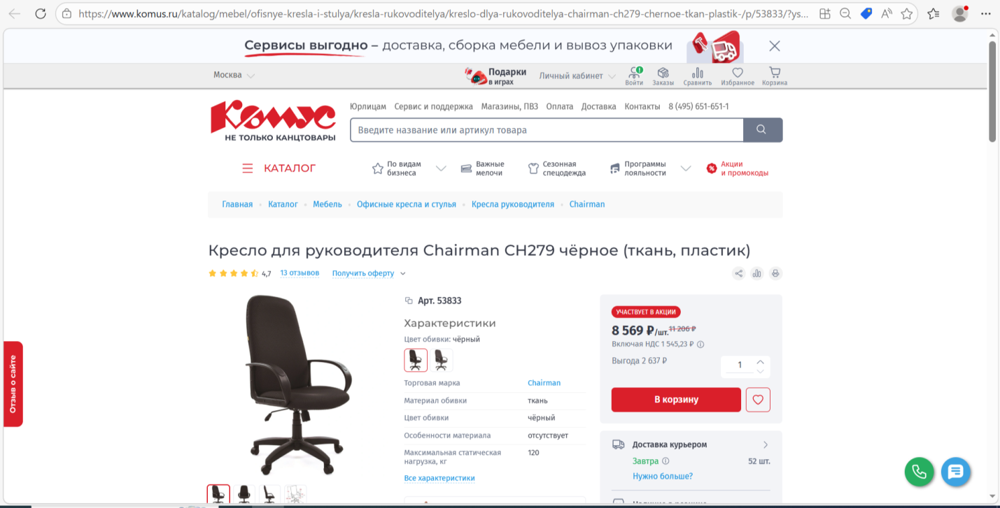 https://www.komus.ru/katalog/mebel/ofisnye-kresla-i-stulya/kresla-rukovoditelya/kreslo-dlya-rukovoditelya-chairman-ch279-chernoe-tkan-plastik-/p/53833/?ys...
Сервисы выгодно – доставка, сборка мебели и вывоз упаковки
Москва
Подарки
в играх
Личный кабинет
Войти
Заказы
Сравнить
Избранное
Корзина
Комус
НЕ ТОЛЬКО КАНЦТОВАРЫ
Юрлицам Сервис и поддержка Магазины, ПВЗ Оплата Доставка Контакты 8 (495) 651-651-1
Введите название или артикул товара
КАТАЛОГ
По видам
бизнеса
Важные
мелочи
Сезонная
спецодежда
Программы
лояльности
Акции
и промокоды
Главная Каталог Мебель Офисные кресла и стулья Кресла руководителя Chairman
Кресло для руководителя Chairman CH279 чёрное (ткань, пластик)
4,7 13 отзывов Получить оферту
Арт. 53833
Характеристики
Цвет обивки: чёрный
Торговая марка Chairman
Материал обивки ткань
Цвет обивки чёрный
Особенности материала отсутствует
Максимальная статическая 120
нагрузка, кг
Все характеристики
УЧАСТВУЕТ В АКЦИИ
8 569 ₽/шт. 11 206 ₽
Включая НДС 1 545,23 ₽
Выгода 2 637 ₽
1
В корзину
Доставка курьером
Завтра 52 шт.
Нужно больше?
Отзыв о сайте